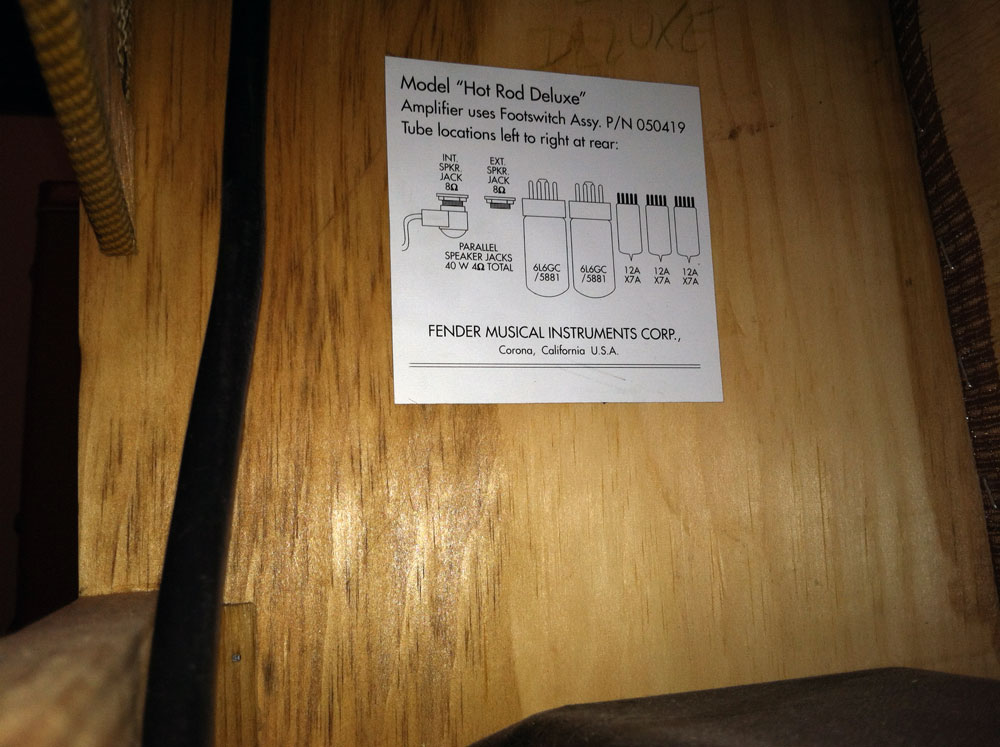 DELUXE
Model "Hot Rod Deluxe"
Amplifier uses Footswitch Assy. P/N 050419
Tube locations left to right at rear:
INT.
SPKR.
JACK
8Ω
EXT.
SPKR.
JACK
8Ω
PARALLEL
SPEAKER JACKS
40 W 4Ω TOTAL
6L6GC
/5881
6L6GC
/5881
12A
X7A
12A
X7A
12A
X7A
FENDER MUSICAL INSTRUMENTS CORP.,
Corona, California U.S.A.